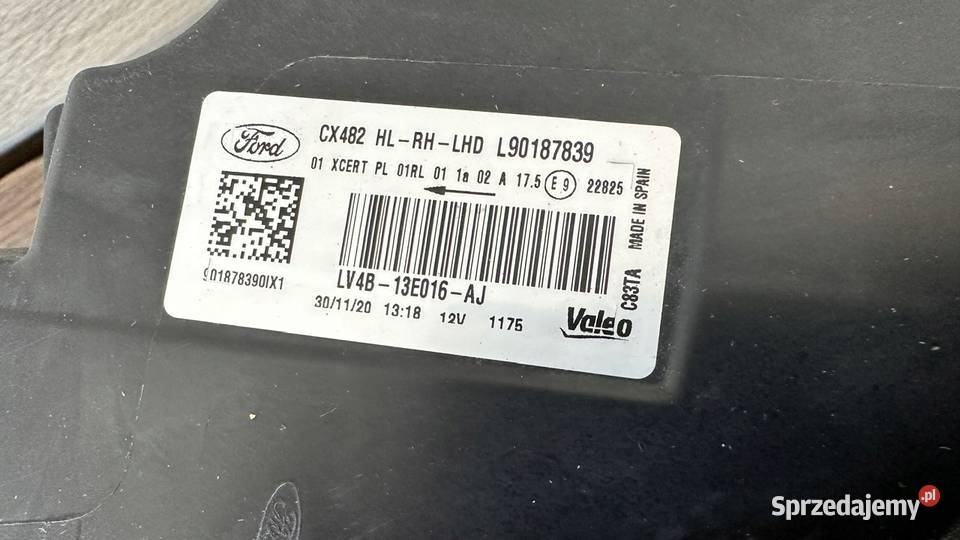 Ford
CX482 HL-RH-LHD L90187839
01 XCERT PL 01RL 01 1a 02 A 17.5 E9 22825
901878390IX1
LV4B-13E016-AJ
30/11/20 13:18 12V 1175
Valeo
C83TA MADE IN SPAIN
Sprzedajemy.pl